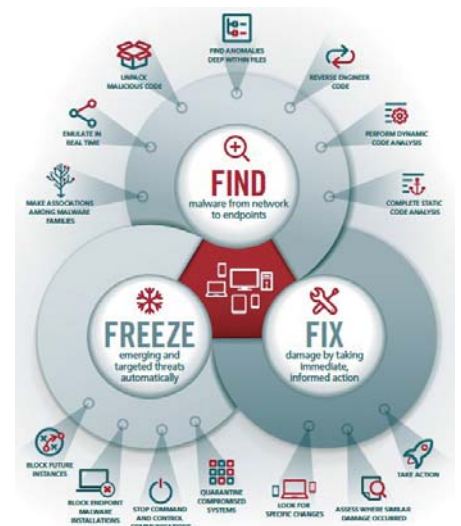 FIND ANOMALIES
DEEP WITHIN FILES
UNPACK
MALICIOUS CODE
REVERSE ENGINEER
CODE
EMULATE IN
REAL TIME
PERFORM DYNAMIC
CODE ANALYSIS
MAKE ASSOCIATIONS
AMONG MALWARE
FAMILIES
COMPLETE STATIC
CODE ANALYSIS
FIND
malware from network
to endpoints
FREEZE
emerging and
targeted threats
automatically
FIX
damage by taking
immediate,
informed action
BLOCK FUTURE
INSTANCES
BLOCK ENDPOINT
MALWARE
INSTALLATIONS
STOP COMMAND
AND CONTROL
QUARANTINE
COMPROMISED
SYSTEMS
LOOK FOR
SPECIFIC CHANGES
ASSESS WHERE SIMILAR
DAMAGE OCCURRED
TAKE ACTION